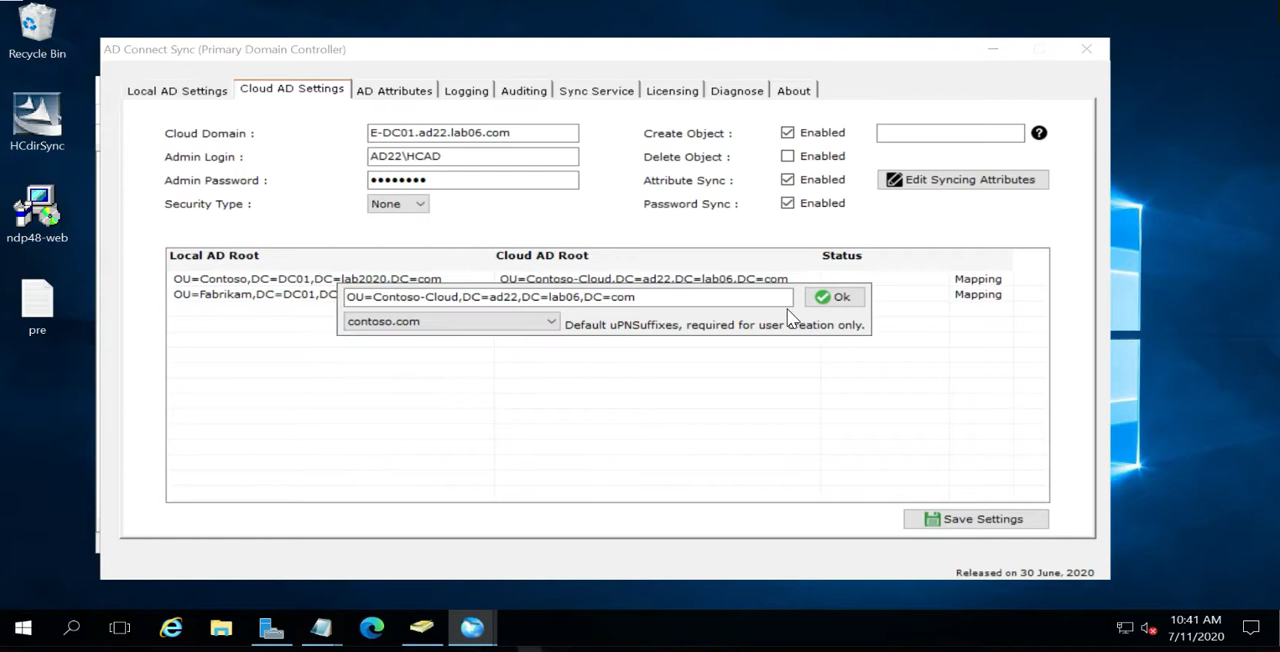 Recycle Bin
HCdirSync
ndp48-web
pre
AD Connect Sync (Primary Domain Controller)
Local AD Settings
Cloud AD Settings
AD Attributes
Logging
Auditing
Sync Service
Licensing
Diagnose
About
Cloud Domain : E-DC01.ad22.lab06.com
Admin Login : AD22\HCAD
Admin Password : ••••••••
Security Type : None
Create Object : Enabled ?
Delete Object : Enabled
Attribute Sync : Enabled Edit Syncing Attributes
Password Sync : Enabled
Local AD Root Cloud AD Root Status
OU=Contoso,DC=DC01,DC=lab2020,DC=com OU=Contoso-Cloud,DC=ad22,DC=lab06,DC=com Mapping
OU=Fabrikam,DC=DC01,DC Mapping
OU=Contoso-Cloud,DC=ad22,DC=lab06,DC=com Ok
contoso.com Default uPNSuffixes, required for user creation only.
Save Settings
Released on 30 June, 2020
10:41 AM
7/11/2020